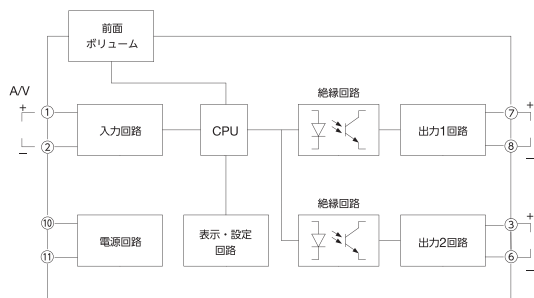 前面
ボリューム
A/V
+
①
②
−
入力回路
CPU
絶縁回路
出力1回路
⑦
⑧
+
−
絶縁回路
出力2回路
③
⑥
+
−
⑩
⑪
電源回路
表示・設定
回路